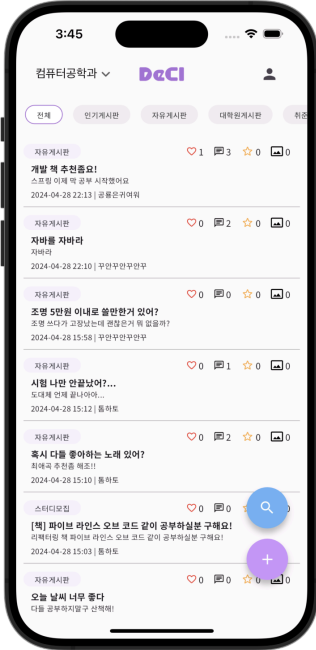 3:45
컴퓨터공학과 DeCl
전체 인기게시판 자유게시판 대학원게시판 취준
자유게시판 1 3 0 0
개발 책 추천좀요!
스프링 이제 막 공부 시작했어요
2024-04-28 22:13 | 공룡은귀여워
자유게시판 0 2 0 0
자바를 자바라
자바라
2024-04-28 22:10 | 꾸안꾸안꾸안꾸
자유게시판 0 0 0 0
조명 5만원 이내로 쓸만한거 있어?
조명 쓰다가 고장났는데 괜찮은거 뭐 없을까?
2024-04-28 15:58 | 꾸안꾸안꾸안꾸
자유게시판 0 1 0 0
시험 나만 안끝났어?...
도대체 언제 끝나아아...
2024-04-28 15:12 | 톰하토
자유게시판 0 2 0 0
혹시 다들 좋아하는 노래 있어?
최애곡 추천좀 해조!!
2024-04-28 15:10 | 톰하토
스터디모집 0 0 0
[책] 파이브 라인스 오브 코드 같이 공부하실분 구해요!
리팩터링 책 파이브 라인스 오브 코드 같이 공부하실분 구해요!
2024-04-28 15:03 | 톰하토
자유게시판 0 0 0 0
오늘 날씨 너무 좋다
다들 공부하지말구 산책해!